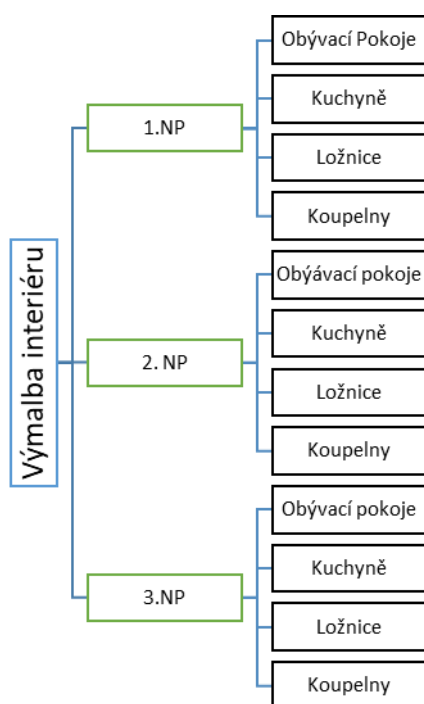 Výmalba interiéru
1.NP
Obývací Pokoje
Kuchyně
Ložnice
Koupelny
2. NP
Obýávací pokoje
Kuchyně
Ložnice
Koupelny
3.NP
Obývací pokoje
Kuchyně
Ložnice
Koupelny